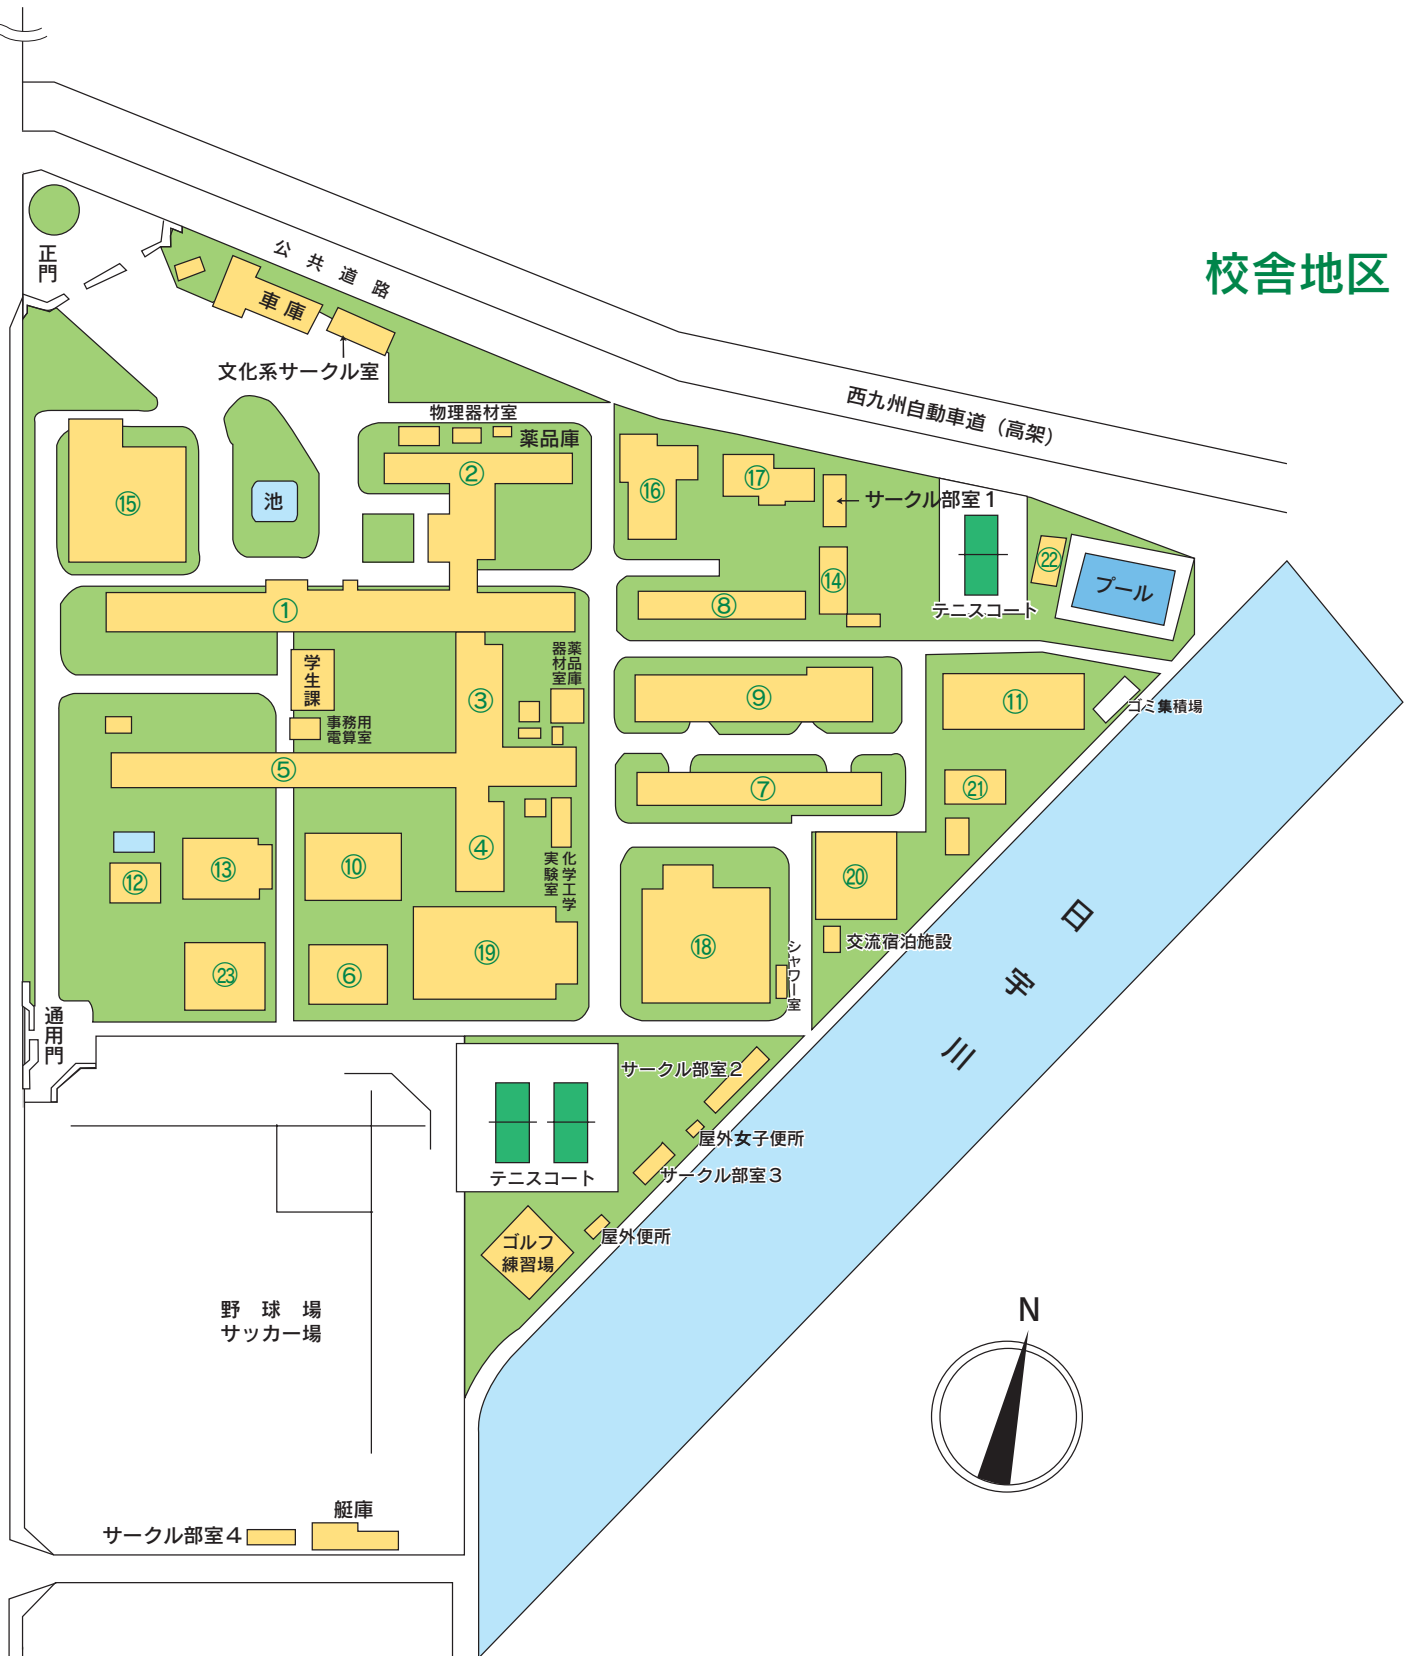 校舎地区
正門
公共道路
車庫
文化系サークル室
西九州自動車道（高架）
物理器材室
薬品庫
②
⑮
池
⑯
⑰
サークル部室1
㉒
プール
テニスコート
⑭
⑧
①
学生課
薬品庫
器材室
③
⑨
⑪
ゴミ集積場
事務用
電算室
⑤
⑦
㉑
④
⑩
⑬
⑫
化学工学
実験室
⑳
交流宿泊施設
日宇川
⑱
シャワー室
⑲
⑥
㉓
通用門
サークル部室2
屋外女子便所
サークル部室3
テニスコート
屋外便所
ゴルフ
練習場
野球場
サッカー場
N
艇庫
サークル部室4